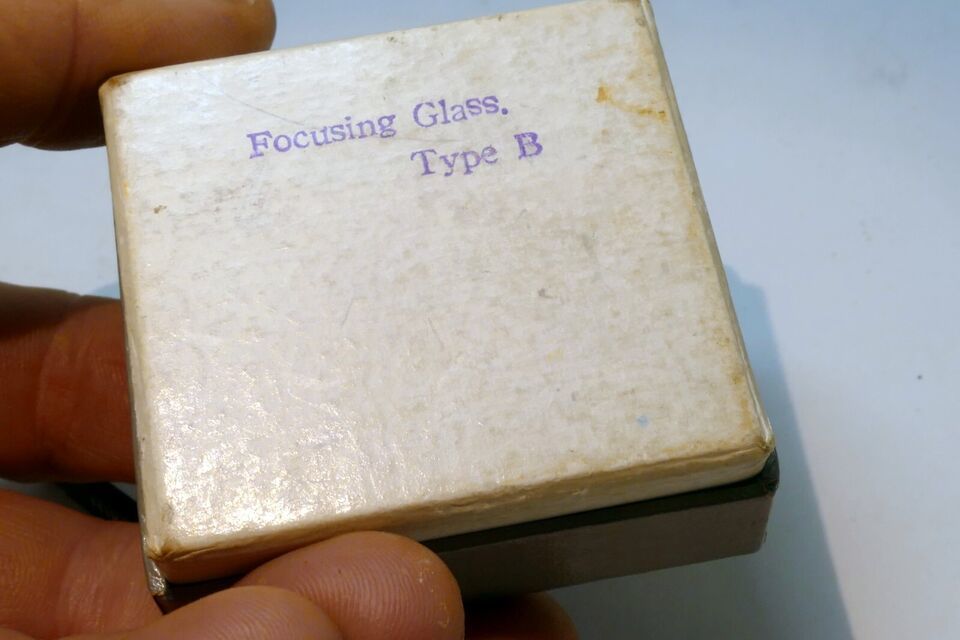 Focusing Glass.
Type B